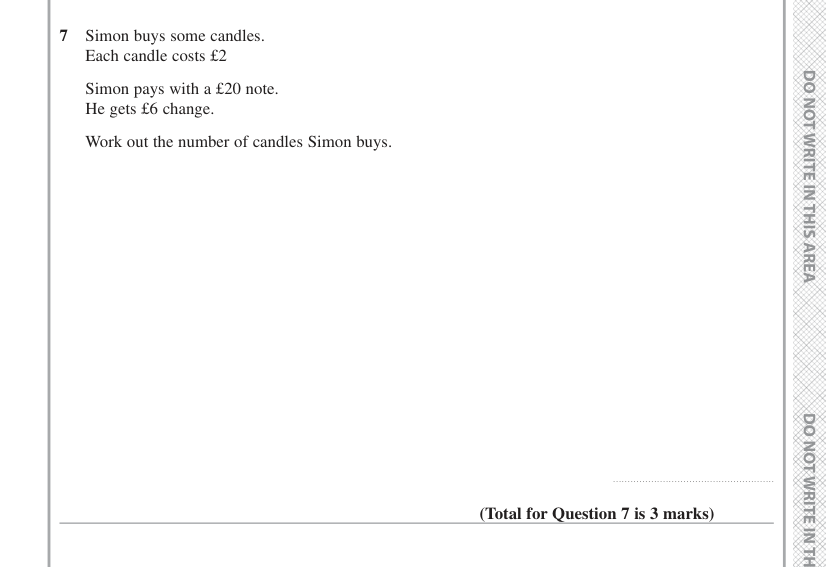 7 Simon buys some candles.
Each candle costs £2
Simon pays with a £20 note.
He gets £6 change.
Work out the number of candles Simon buys.
(Total for Question 7 is 3 marks)
DO NOT WRITE IN THIS AREA
DO NOT WRITE IN TH